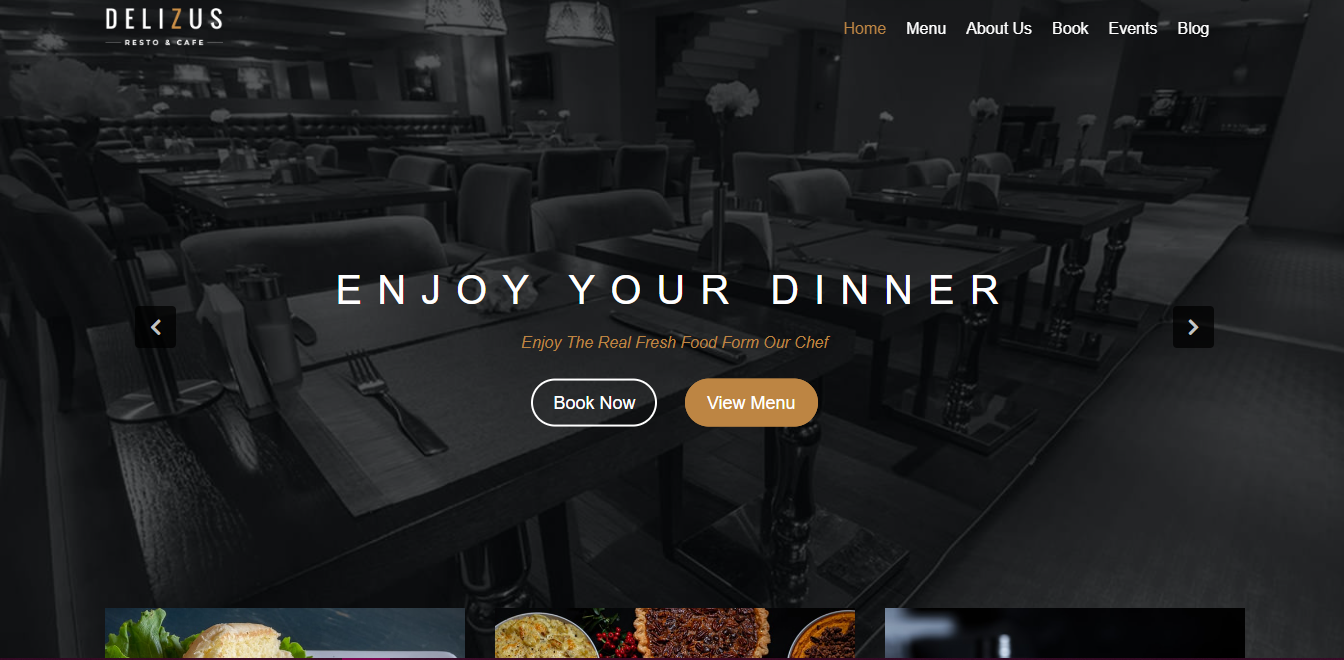 DELIZUS
RESTO & CAFE
Home Menu About Us Book Events Blog
ENJOY YOUR DINNER
Enjoy The Real Fresh Food Form Our Chef
Book Now View Menu